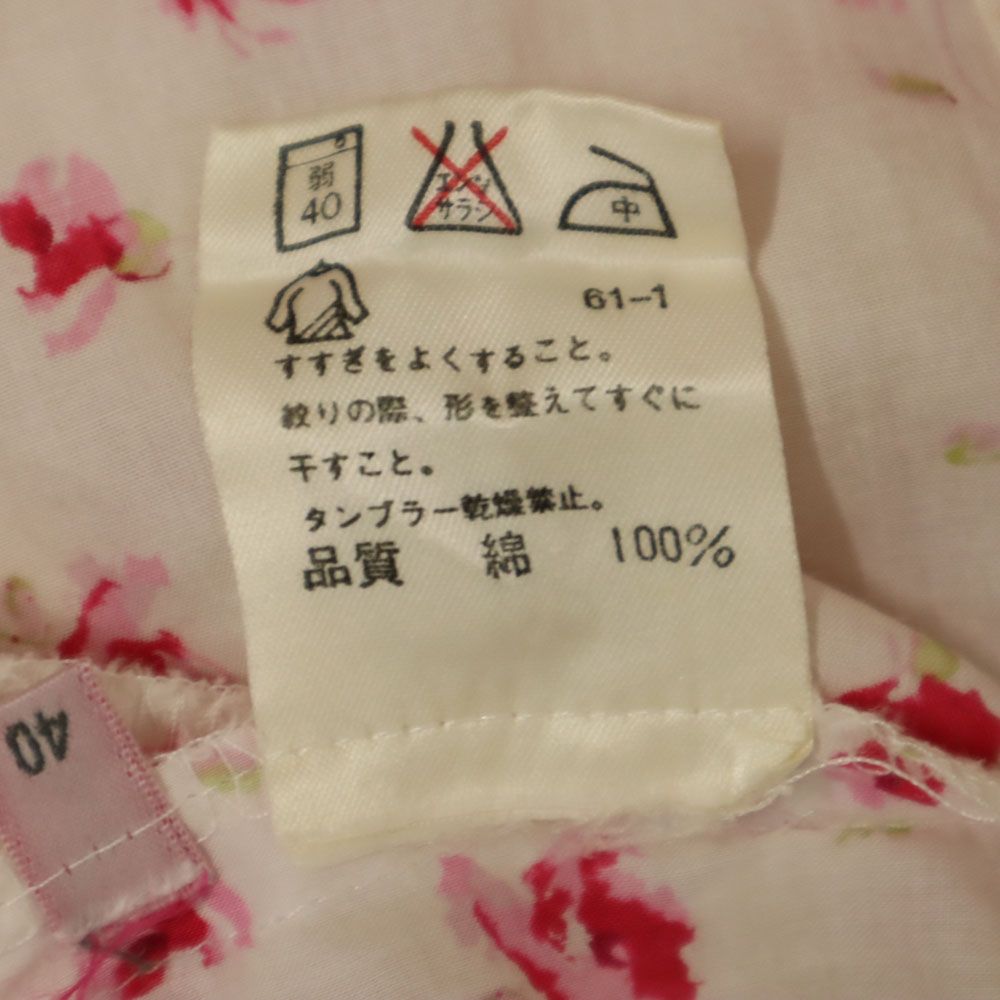 弱
40
エンソ
サラシ
中
61-1
すすぎをよくすること。
絞りの際、形を整えてすぐに
干すこと。
タンブラー乾燥禁止。
品質 綿 100%
40